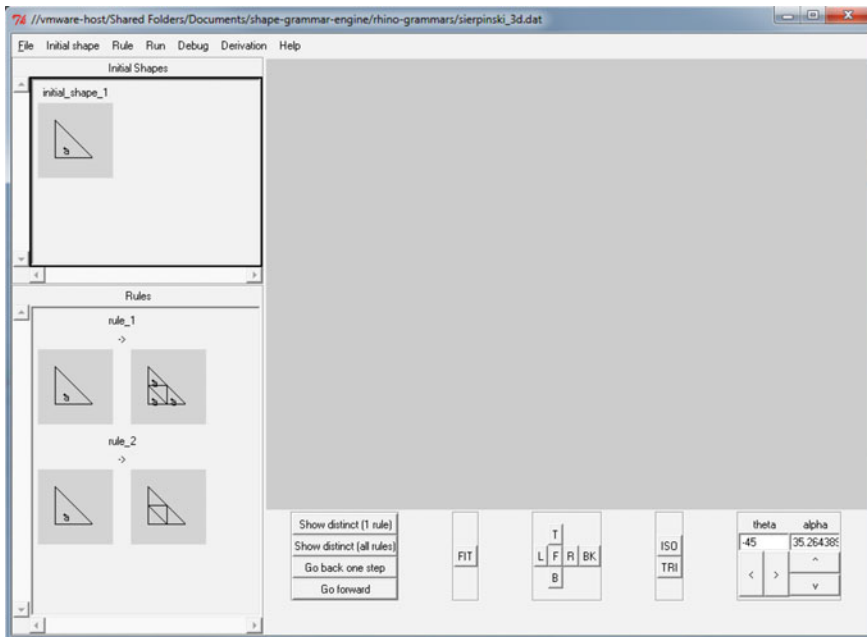 //vmware-host/Shared Folders/Documents/shape-grammar-engine/rhino-grammars/sierpinski_3d.dat
File Initial shape Rule Run Debug Derivation Help
Initial Shapes
initial_shape_1
Rules
rule_1
->
rule_2
->
Show distinct (1 rule)
Show distinct (all rules)
Go back one step
Go forward
FIT
T
L F R BK
B
ISO
TRI
theta alpha
-45 35.264389
< > ^
v